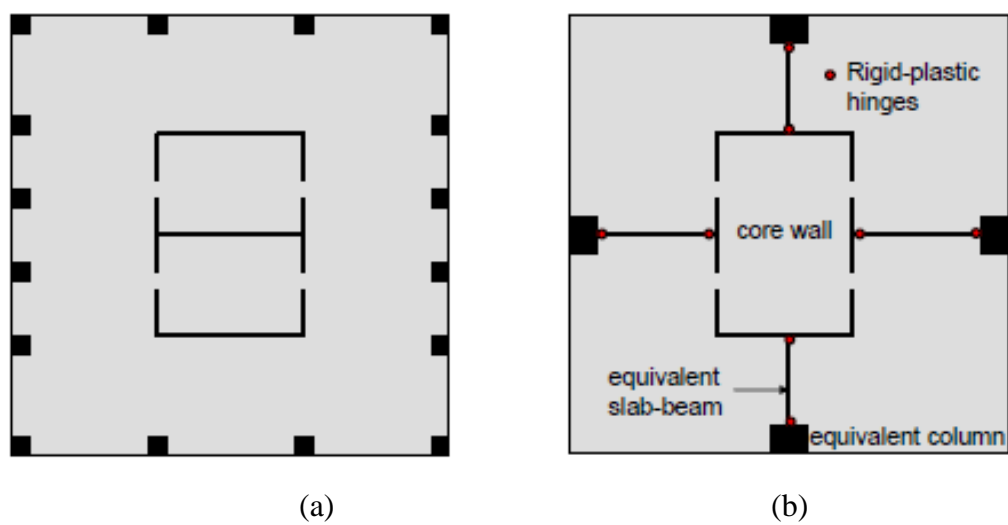 Rigid-plastic
hinges
core wall
equivalent
slab-beam
equivalent column
(a)
(b)